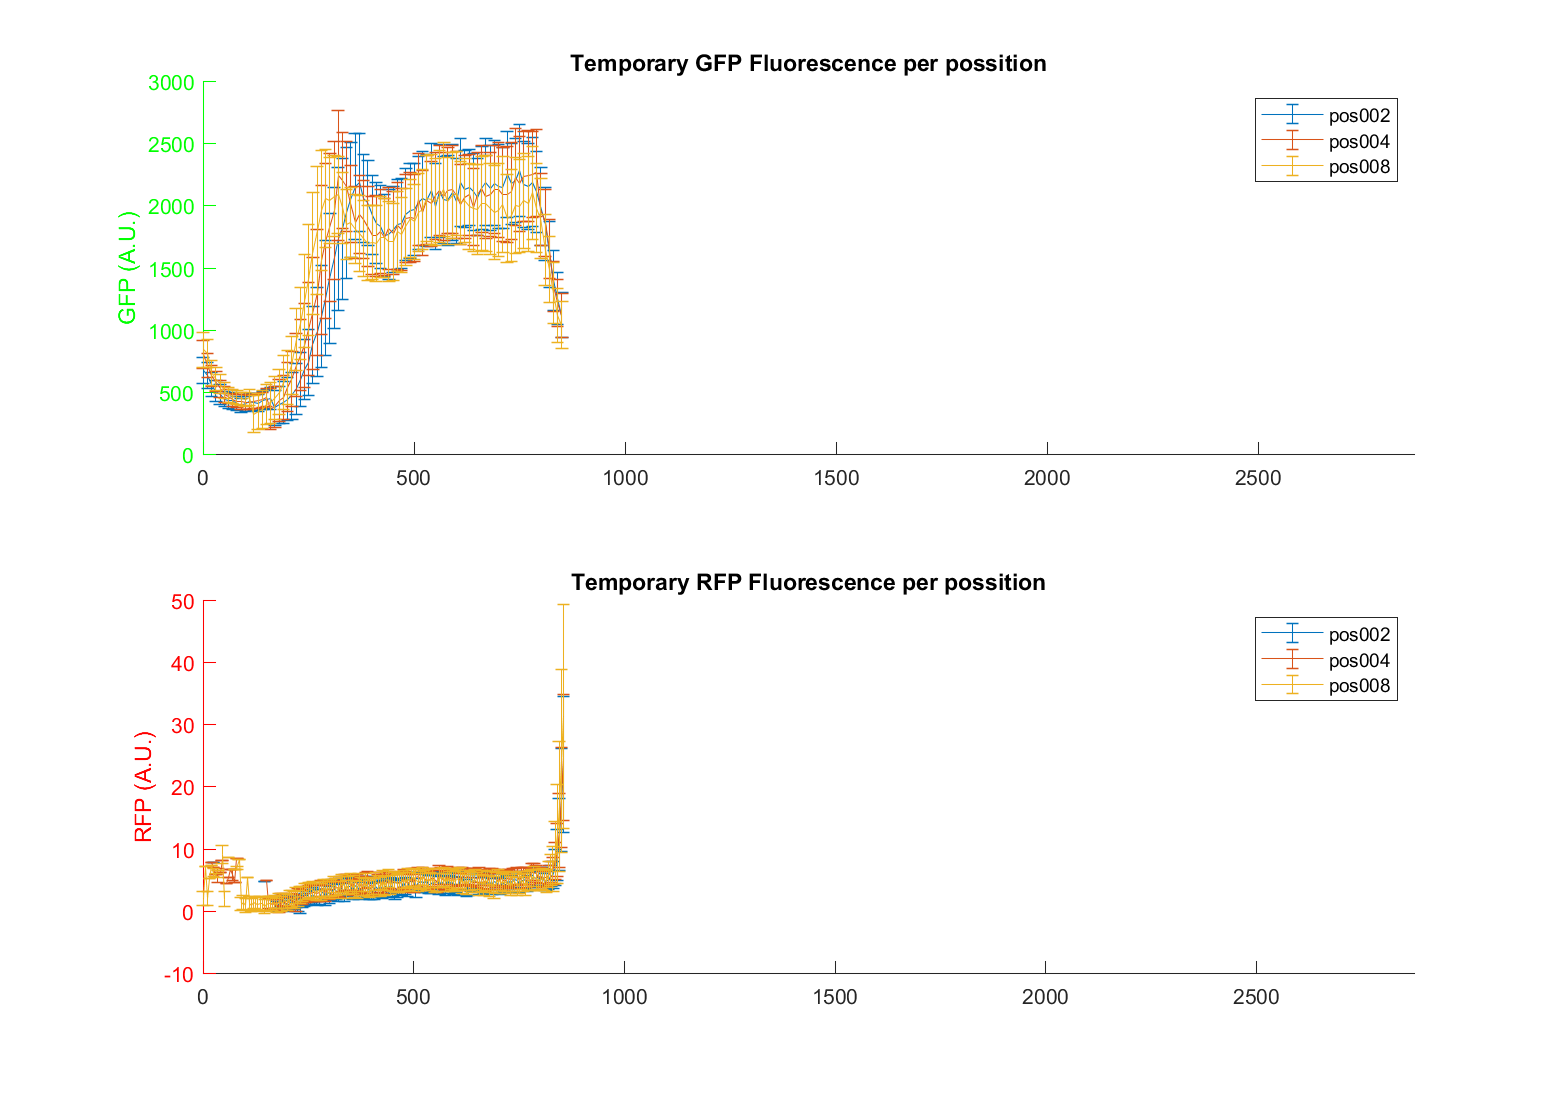 Temporary GFP Fluorescence per possition
3000
2500
2000
1500
1000
500
0
GFP (A.U.)
0 500 1000 1500 2000 2500
pos002
pos004
pos008
Temporary RFP Fluorescence per possition
50
40
30
20
10
0
-10
RFP (A.U.)
0 500 1000 1500 2000 2500
pos002
pos004
pos008